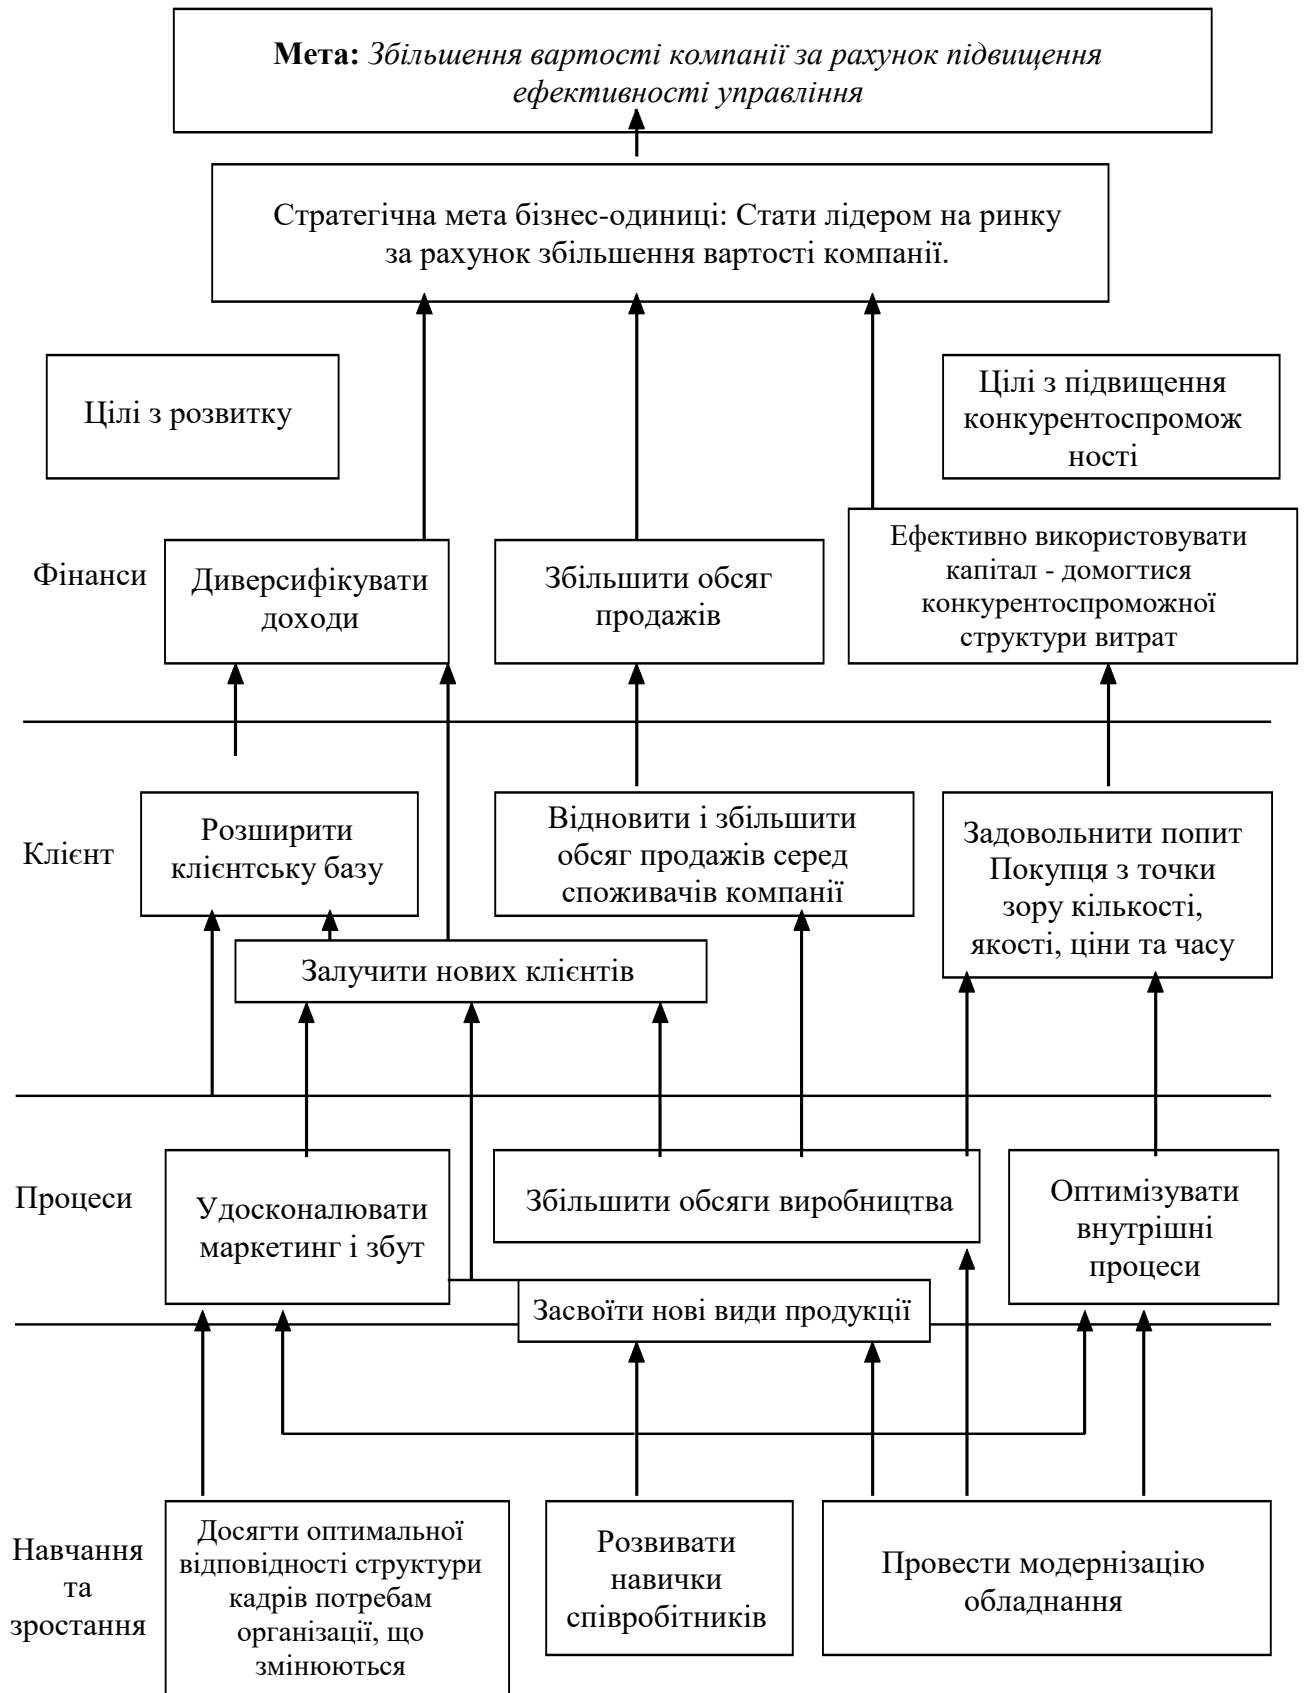 Мета: Збільшення вартості компанії за рахунок підвищення
ефективності управління
Стратегічна мета бізнес-одиниці: Стати лідером на ринку
за рахунок збільшення вартості компанії.
Цілі з розвитку
Цілі з підвищення
конкурентоспромож
ності
Фінанси
Диверсифікувати
доходи
Збільшити обсяг
продажів
Ефективно використовувати
капітал - домогтися
конкурентоспроможної
структури витрат
Клієнт
Розширити
клієнтську базу
Відновити і збільшити
обсяг продажів серед
споживачів компанії
Задовольнити попит
Покупця з точки
зору кількості,
якості, ціни та часу
Залучити нових клієнтів
Процеси
Удосконалювати
маркетинг і збут
Збільшити обсяги виробництва
Оптимізувати
внутрішні
процеси
Засвоїти нові види продукції
Навчання
та
зростання
Досягти оптимальної
відповідності структури
кадрів потребам
організації, що
змінюються
Розвивати
навички
співробітників
Провести модернізацію
обладнання